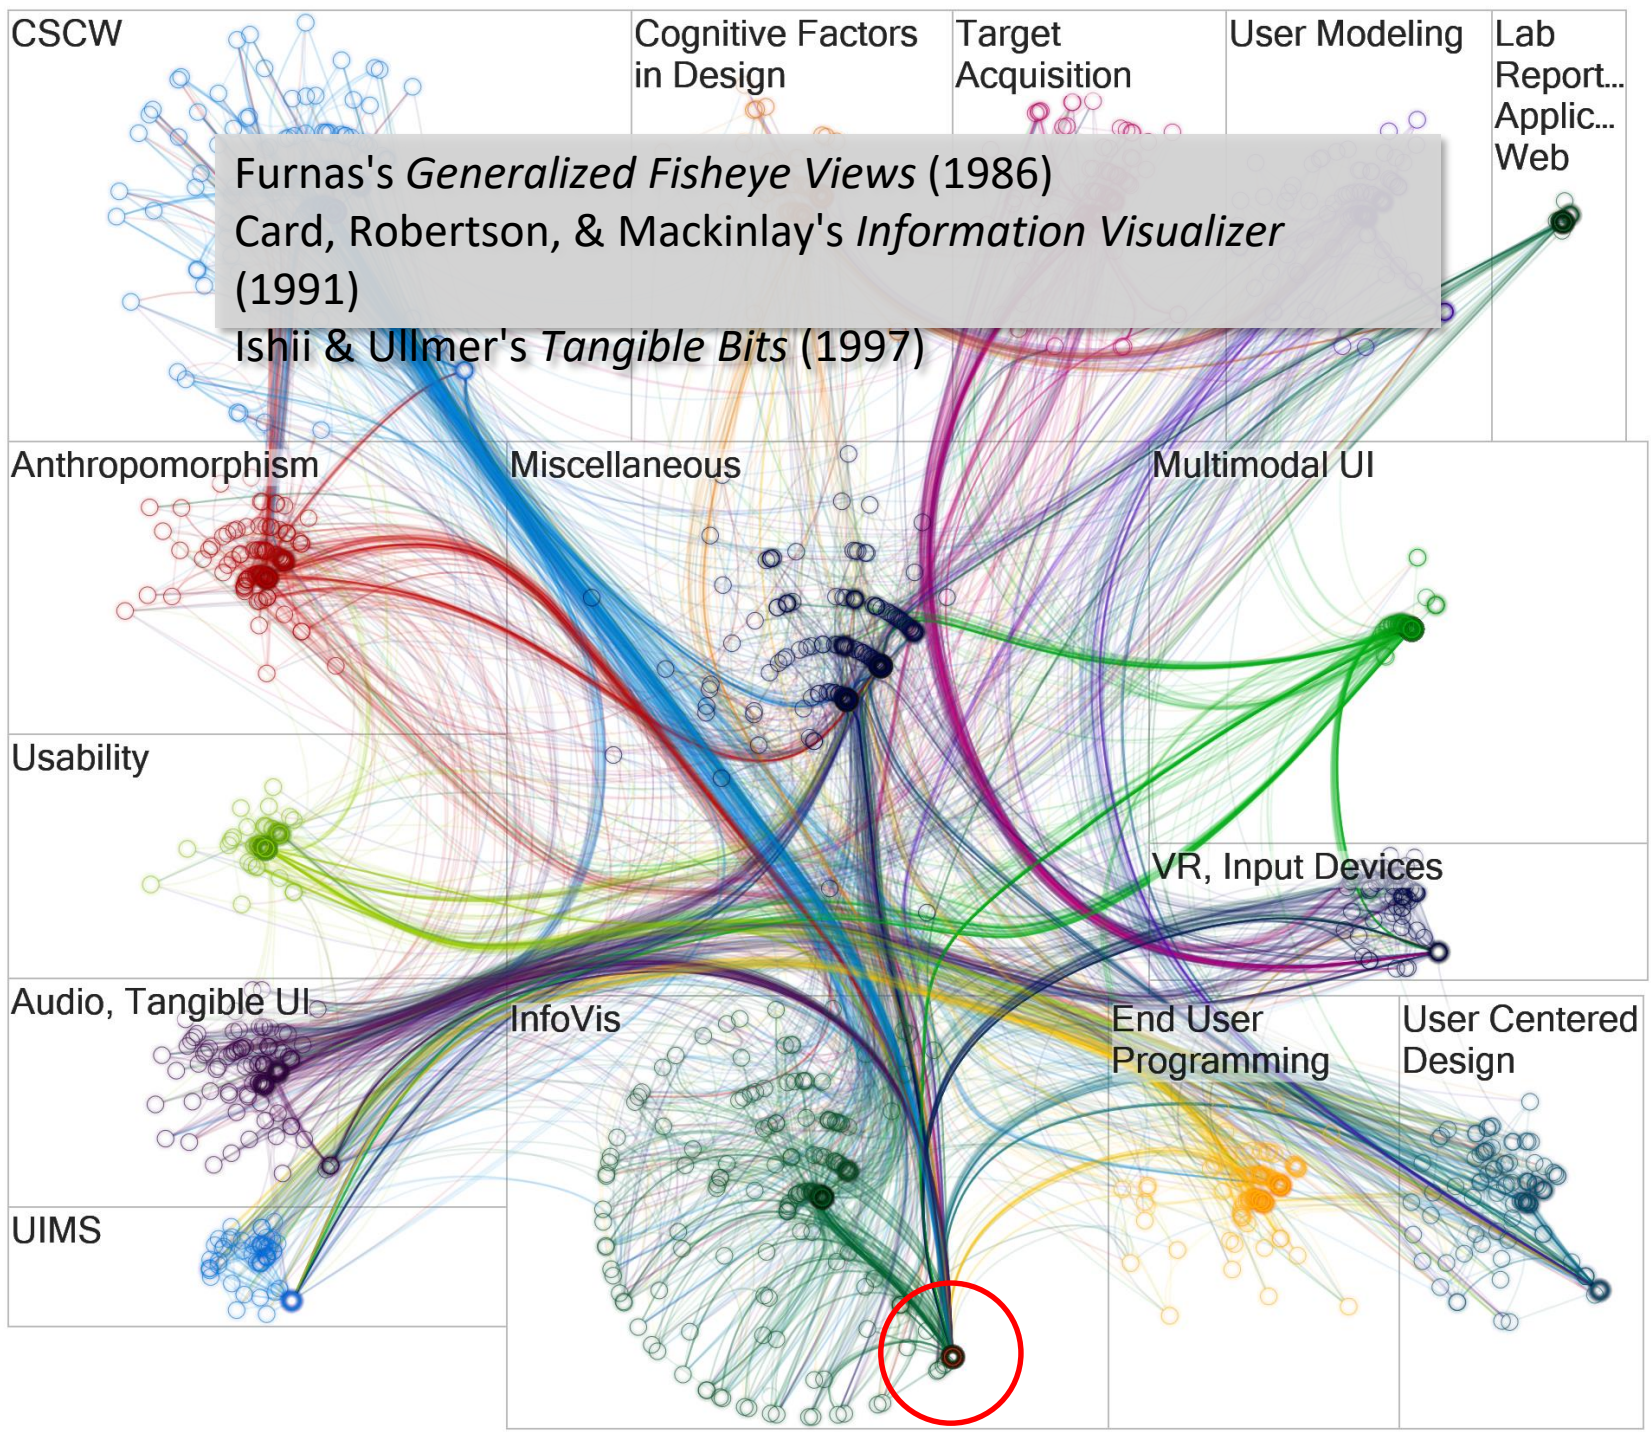 CSCW
Cognitive Factors
in Design
Target
Acquisition
User Modeling
Lab
Report...
Applic...
Web
Furnas's Generalized Fisheye Views (1986)
Card, Robertson, & Mackinlay's Information Visualizer
(1991)
Ishii & Ullmer's Tangible Bits (1997)
Anthropomorphism
Miscellaneous
Multimodal UI
Usability
VR, Input Devices
Audio, Tangible UI
InfoVis
End User
Programming
User Centered
Design
UIMS